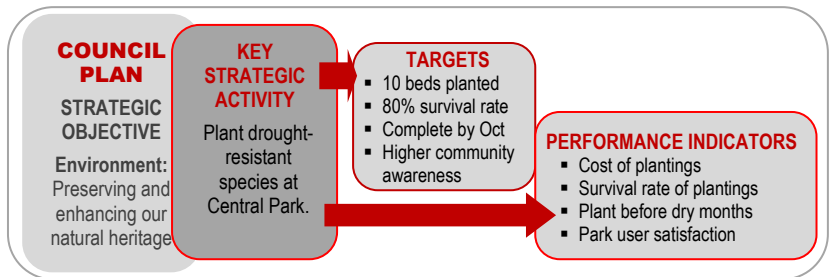 COUNCIL
PLAN
STRATEGIC
OBJECTIVE
Environment:
Preserving and
enhancing our
natural heritage
KEY
STRATEGIC
ACTIVITY
Plant drought-
resistant
species at
Central Park.
TARGETS
▪ 10 beds planted
▪ 80% survival rate
▪ Complete by Oct
▪ Higher community
awareness
PERFORMANCE INDICATORS
▪ Cost of plantings
▪ Survival rate of plantings
▪ Plant before dry months
▪ Park user satisfaction